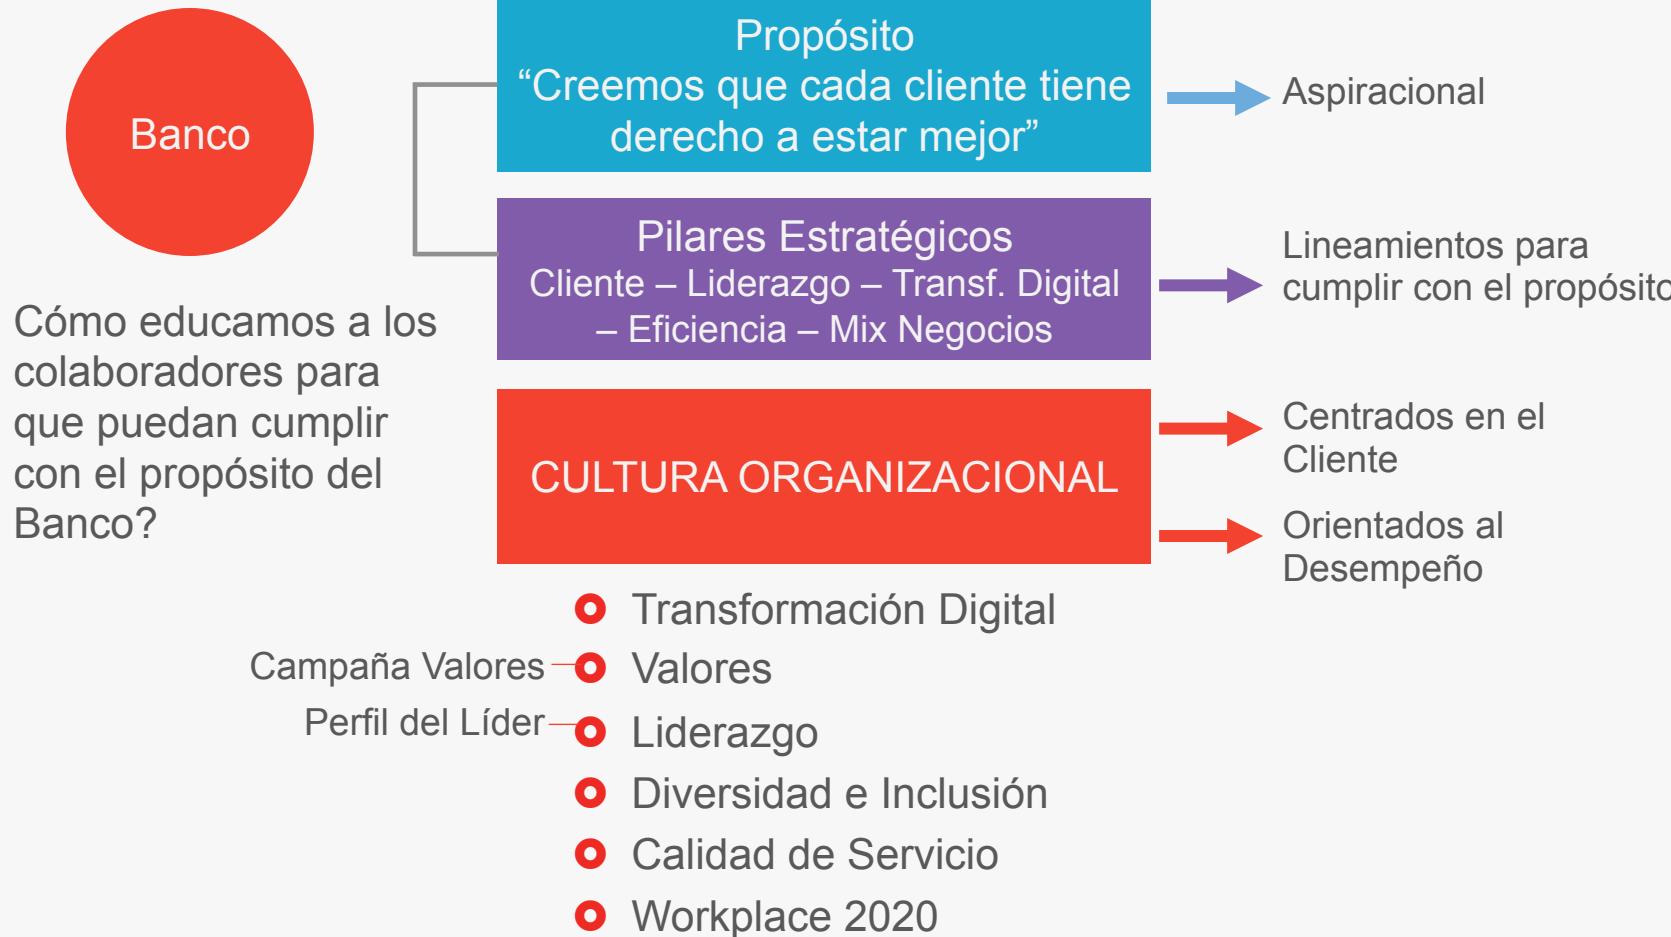 Banco
Cómo educamos a los
colaboradores para
que puedan cumplir
con el propósito del
Banco?
Propósito
“Creemos que cada cliente tiene
derecho a estar mejor”
Aspiracional
Pilares Estratégicos
Cliente – Liderazgo – Transf. Digital
– Eficiencia – Mix Negocios
Lineamientos para
cumplir con el propósito
CULTURA ORGANIZACIONAL
Centrados en el
Cliente
Orientados al
Desempeño
Transformación Digital
Campaña Valores
Valores
Perfil del Líder
Liderazgo
Diversidad e Inclusión
Calidad de Servicio
Workplace 2020